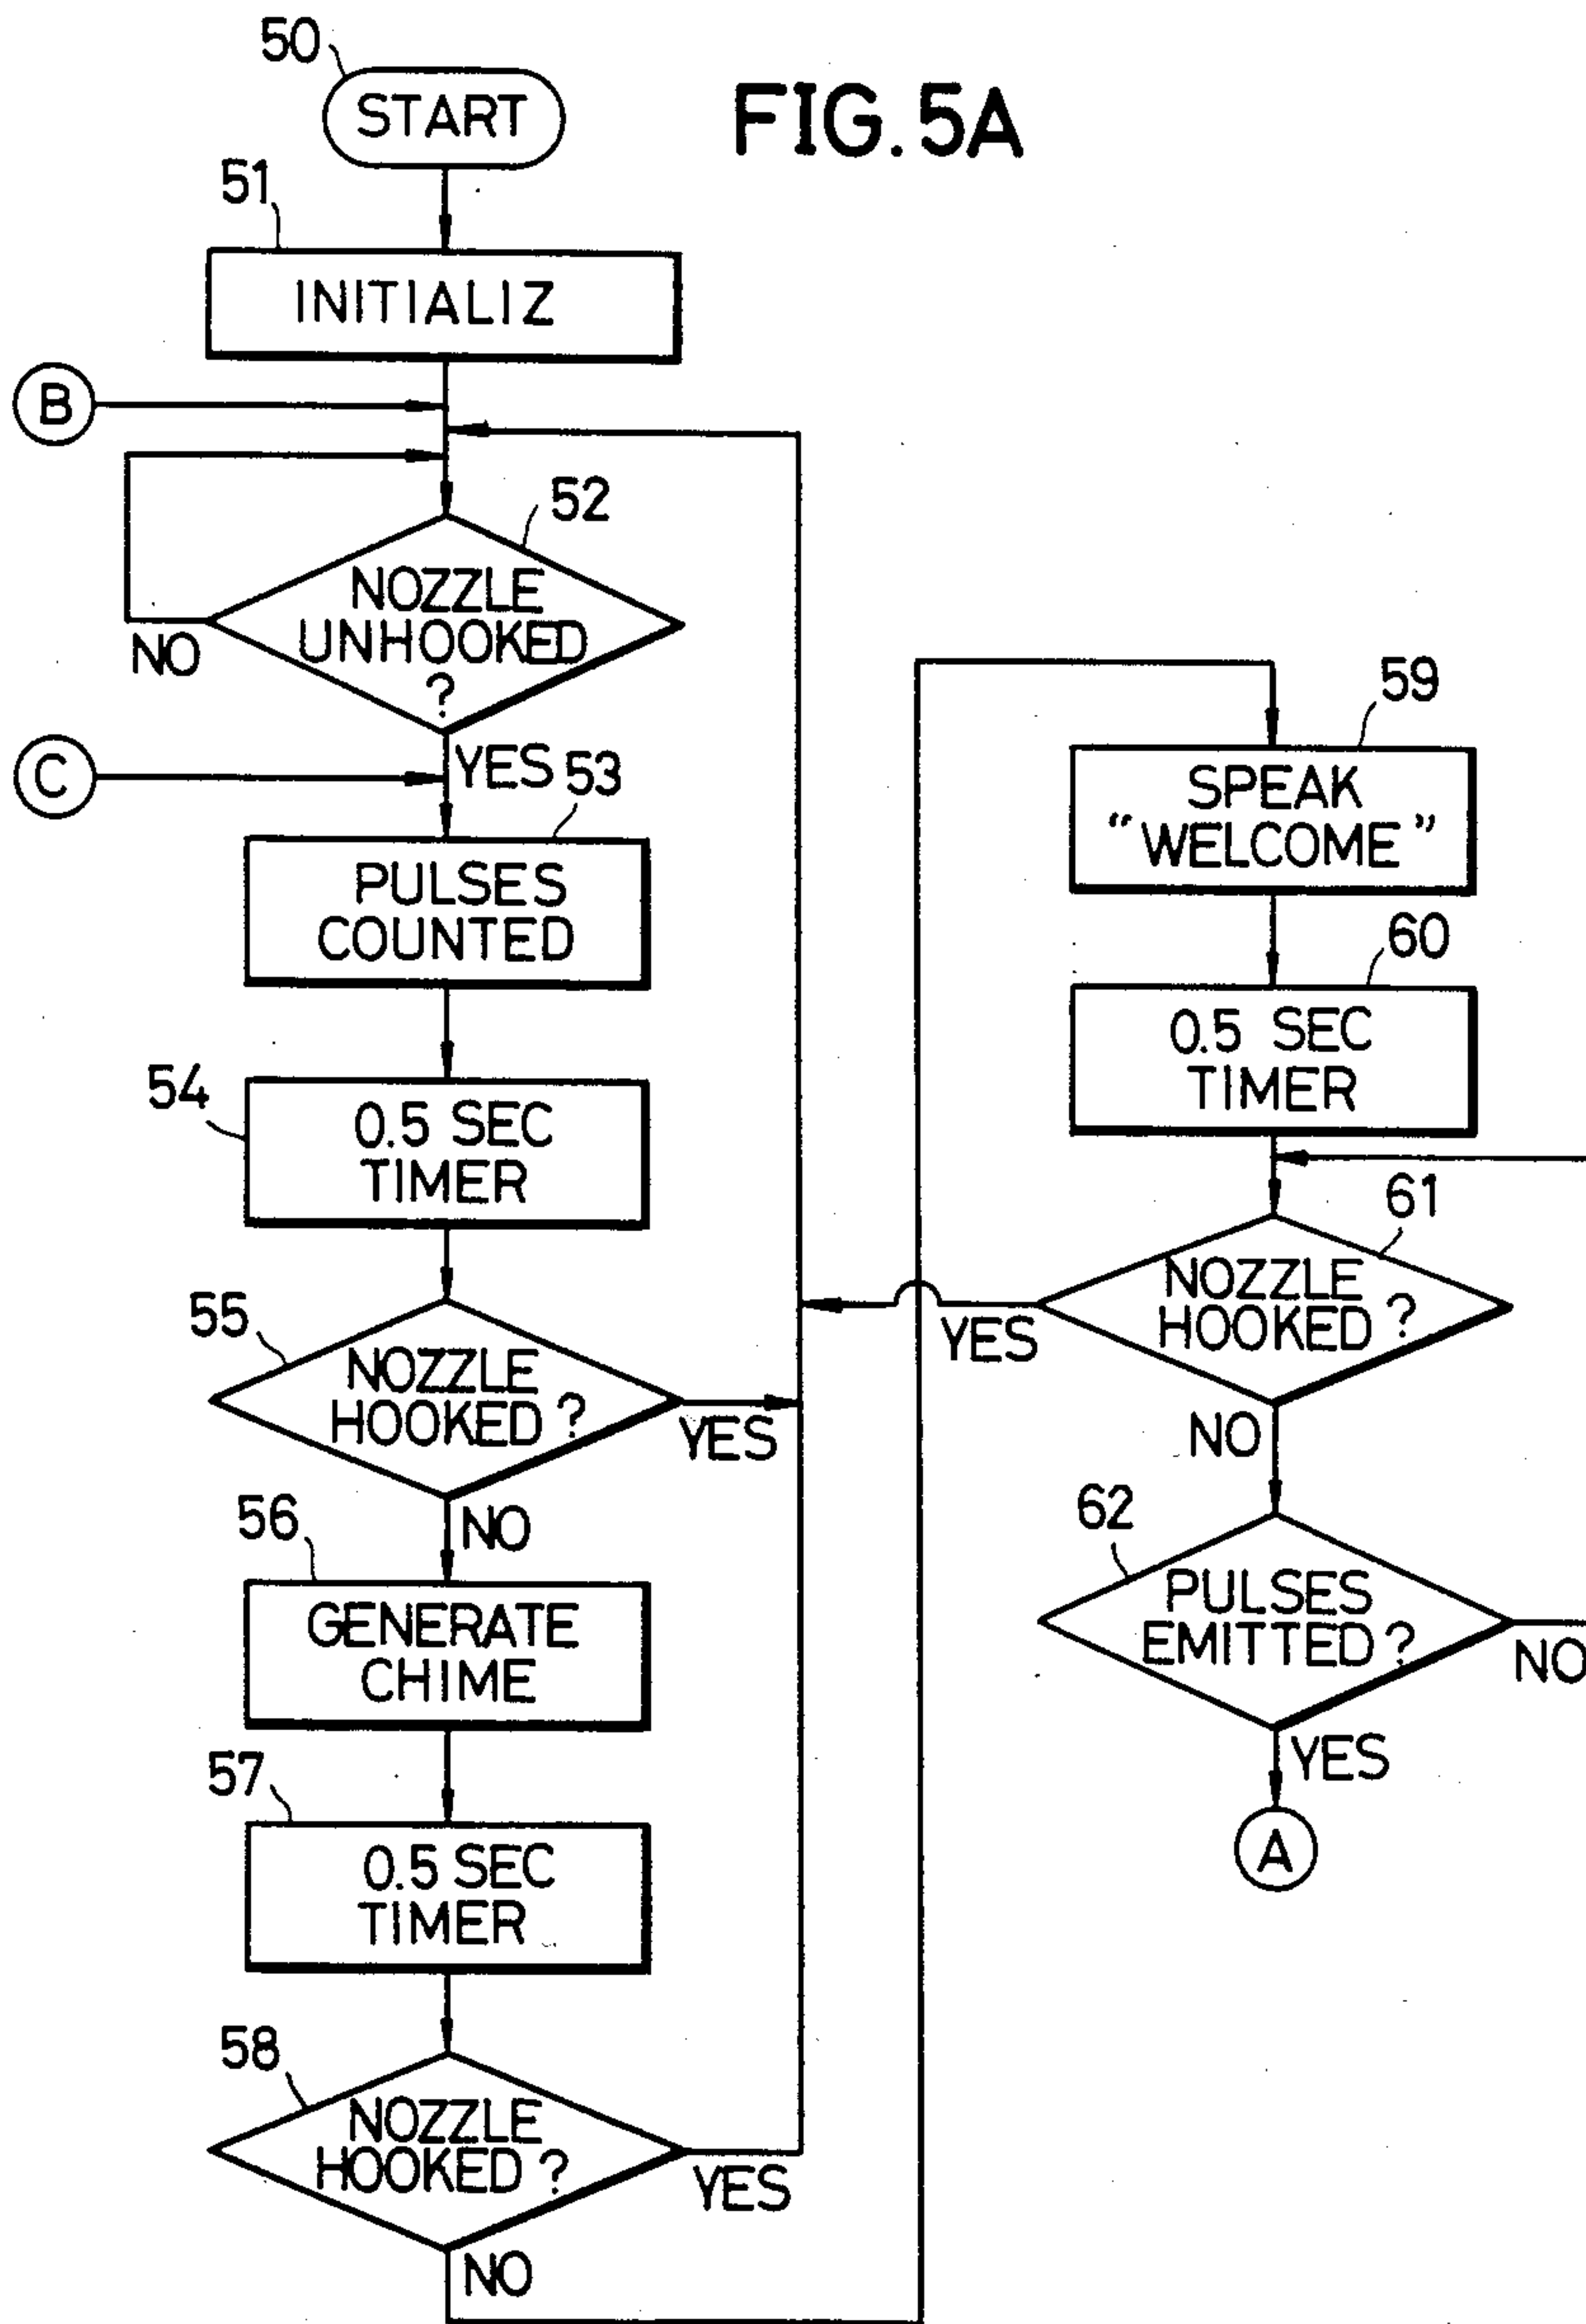 FIG. 5A
50
START
51
INITIALIZ
B
52
NOZZLE
UNHOOKED
?
NO
YES
C
53
PULSES
COUNTED
54
0.5 SEC
TIMER
55
NOZZLE
HOOKED ?
YES
NO
56
GENERATE
CHIME
57
0.5 SEC
TIMER
58
NOZZLE
HOOKED ?
YES
NO
59
SPEAK
“WELCOME”
60
0.5 SEC
TIMER
61
NOZZLE
HOOKED ?
YES
NO
62
PULSES
EMITTED ?
NO
YES
A